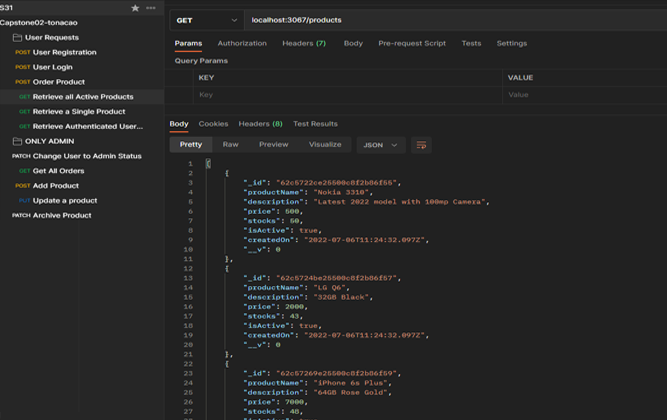 S31
Capstone02-tonacao
User Requests
POST User Registration
POST User Login
POST Order Product
GET Retrieve all Active Products
GET Retrieve a Single Product
GET Retrieve Authenticated User...
ONLY ADMIN
PATCH Change User to Admin Status
GET Get All Orders
POST Add Product
PUT Update a product
PATCH Archive Product
GET localhost:3067/products
Params Authorization Headers (7) Body Pre-request Script Tests Settings
Query Params
KEY VALUE
Key Value
Body Cookies Headers (8) Test Results
Pretty Raw Preview Visualize JSON
1 [
2 {
3 "_id": "62c5722ce25500c8f2b86f55",
4 "productName": "Nokia 3310",
5 "description": "Latest 2022 model with 100mp Camera",
6 "price": 500,
7 "stocks": 50,
8 "isActive": true,
9 "createdOn": "2022-07-06T11:24:32.097Z",
10 "__v": 0
11 },
12 {
13 "_id": "62c5724be25500c8f2b86f57",
14 "productName": "LG Q6",
15 "description": "32GB Black",
16 "price": 2000,
17 "stocks": 43,
18 "isActive": true,
19 "createdOn": "2022-07-06T11:24:32.097Z",
20 "__v": 0
21 },
22 {
23 "_id": "62c57269e25500c8f2b86f59",
24 "productName": "iPhone 6s Plus",
25 "description": "64GB Rose Gold",
26 "price": 7000,
27 "stocks": 48,